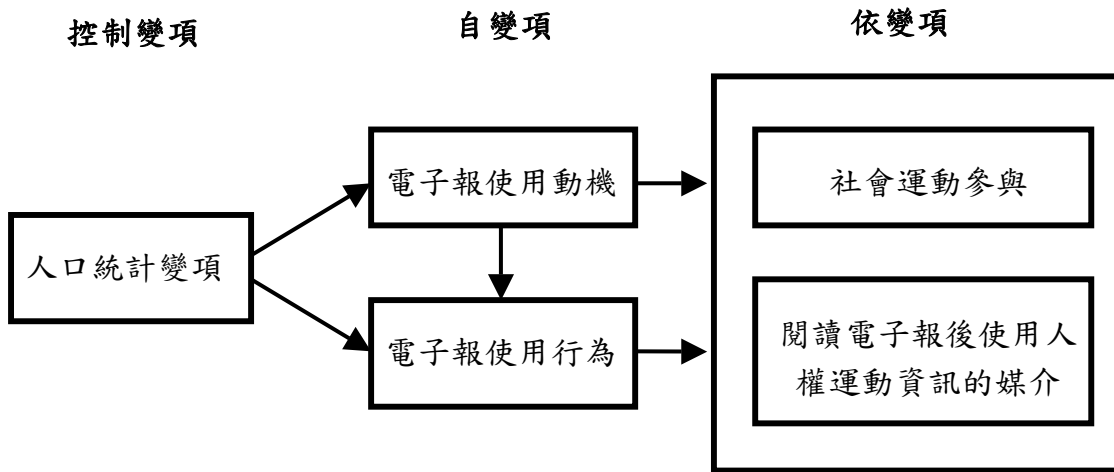 控制變項
自變項
依變項
電子報使用動機
社會運動參與
人口統計變項
電子報使用行為
閱讀電子報後使用人
權運動資訊的媒介